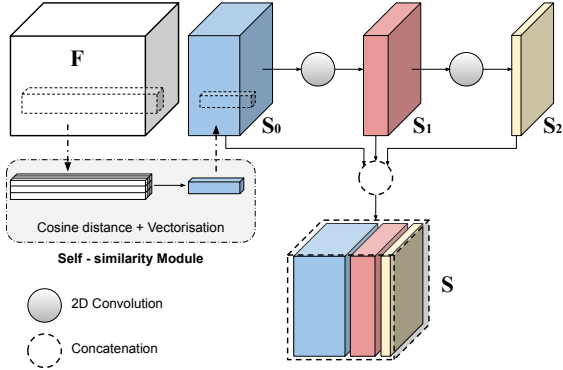 F
S0
S1
S2
Cosine distance + Vectorisation
Self - similarity Module
S
2D Convolution
Concatenation